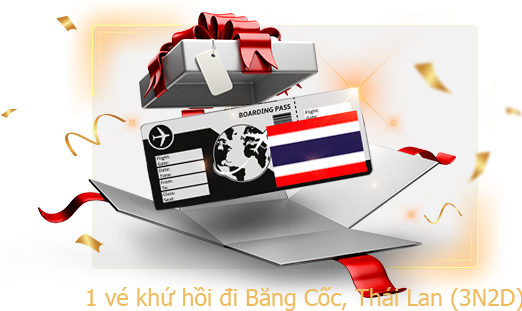 BOARDING PASS
Flight:
Gate:
Flight:
Gate:
Date:
Time:
From:
To:
Class:
Seat:
1 vé khứ hồi đi Băng Cốc, Thái Lan (3N2D)